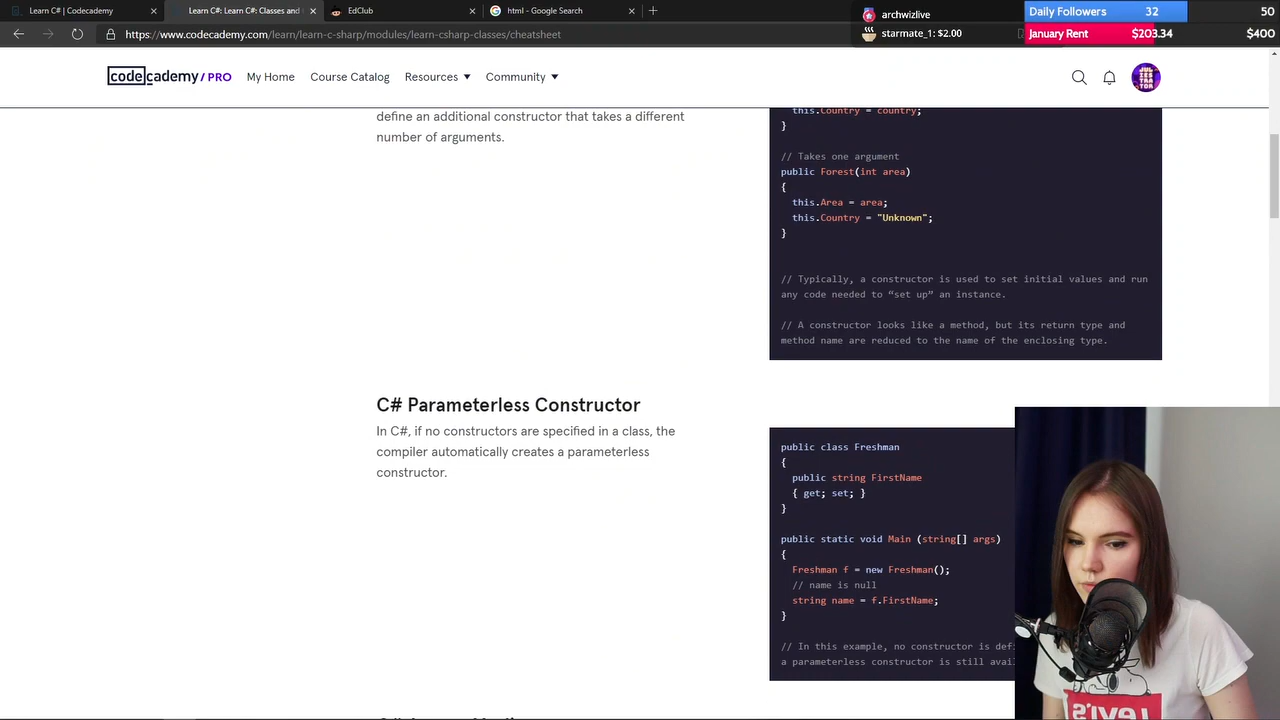 Learn C# | Codecademy
Learn C#: Learn C#: Classes and
EdClub
html - Google Search
archwizlive
starmate_1: $2.00
Daily Followers 32 50
January Rent $203.34 $400
https://www.codecademy.com/learn/learn-c-sharp/modules/learn-csharp-classes/cheatsheet
codecademy / PRO
My Home
Course Catalog
Resources
Community
define an additional constructor that takes a different
number of arguments.
this.Country = country;
}
// Takes one argument
public Forest(int area)
{
this.Area = area;
this.Country = "Unknown";
}
// Typically, a constructor is used to set initial values and run
any code needed to “set up” an instance.
// A constructor looks like a method, but its return type and
method name are reduced to the name of the enclosing type.
C# Parameterless Constructor
In C#, if no constructors are specified in a class, the
compiler automatically creates a parameterless
constructor.
public class Freshman
{
public string FirstName
{ get; set; }
}
public static void Main (string[] args)
{
Freshman f = new Freshman();
// name is null
string name = f.FirstName;
}
// In this example, no constructor is defi
a parameterless constructor is still avai
LEVI'S